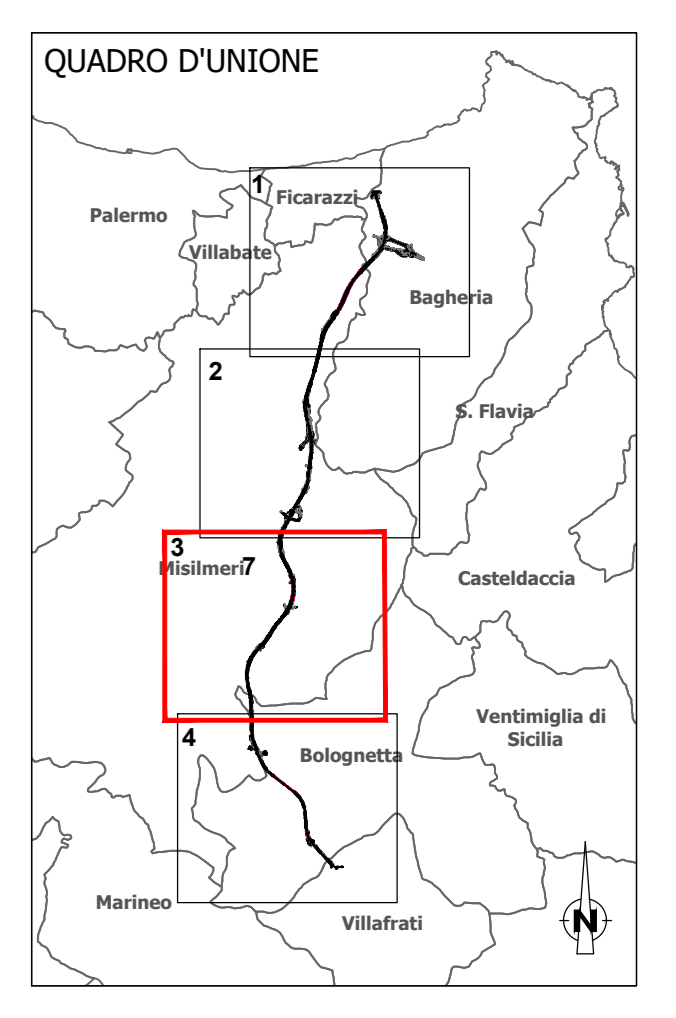 QUADRO D'UNIONE
1
Ficarazzi
Palermo
Villabate
Bagheria
2
S. Flavia
3
Misilmeri
7
Casteldaccia
Ventimiglia di
Sicilia
4
Bolognetta
Marineo
Villafrati
N